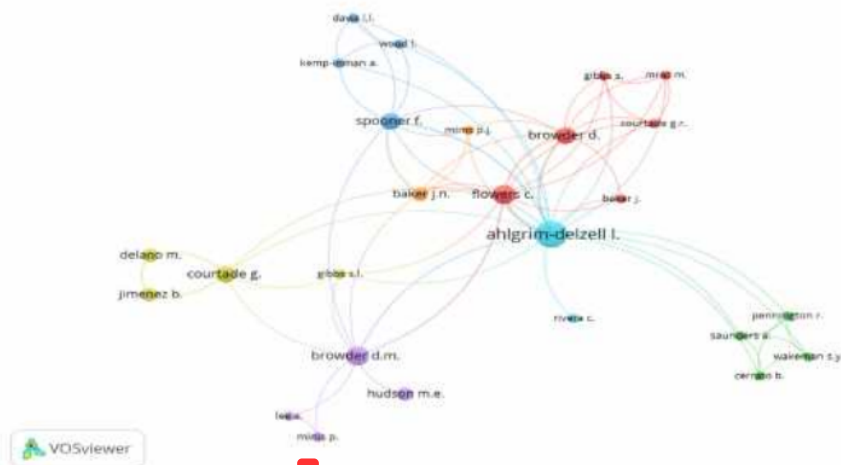 davis l.l.
wood l.
kemp-inman a.
gibbs s.
mraz m.
spooner f.
mims p.j.
browder d.
courtade g.r.
baker j.n.
flowers c.
baker j.
ahlgrim-delzell l.
delano m.
courtade g.
gibbs s.l.
jimenez b.
rivera c.
pennington r.
saunders a.
wakeman s.y.
browder d.m.
cerrato b.
hudson m.e.
lee a.
mims p.
VOSviewer